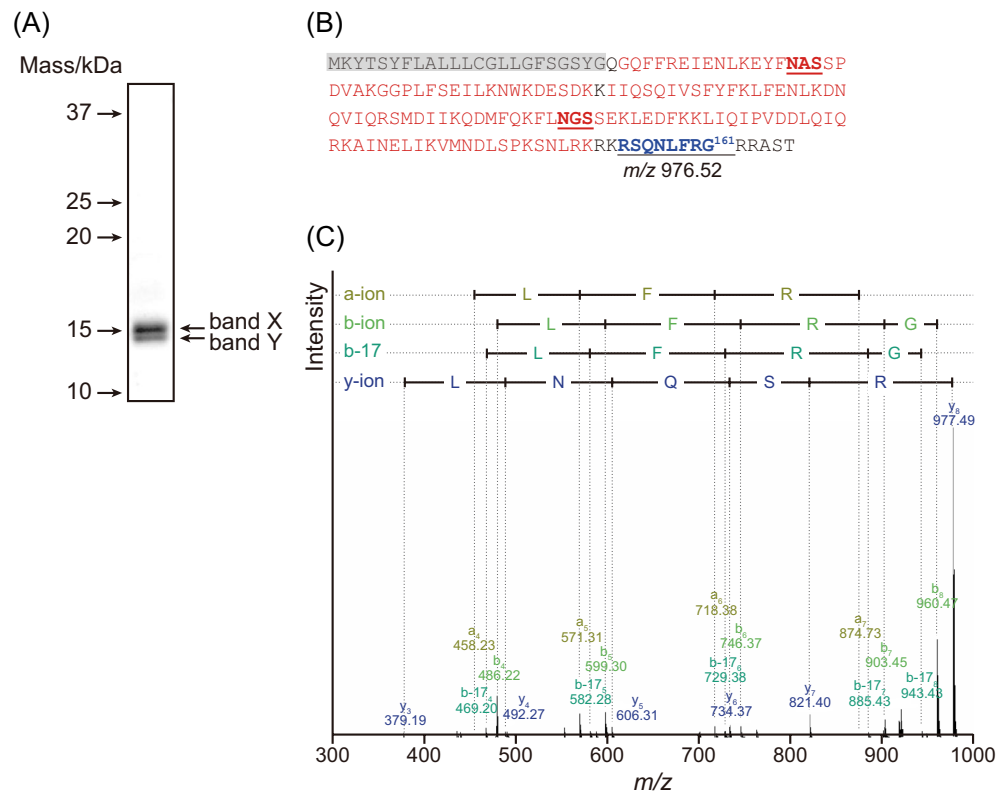 (A)
Mass/kDa
37
25
20
15
10
band X
band Y
(B)
MKYTSYFLALLLCGLLGFSGSYGQGQFFREIENLKEYFNASSP
DVAKGGPLFSEILKNWKDESDKKIIQSQIVSFYFKLFENLKDN
QVIQRSMDIIKQDMFQKFLNGSSEKLEDFKKLIQIPVDDLQIQ
RKAINELIKVMNDLSPKSNLRKRKRSQNLFRG¹⁶¹RRAST
m/z 976.52
(C)
Intensity
a-ion L F R
b-ion L F R G
b-17 L F R G
y-ion L N Q S R
y₈
977.49
b₈
960.47
a₆
718.38
a₇
874.73
a₄
458.23
a₅
571.31
b₆
746.37
b₇
903.45
b₄
486.22
b₅
599.30
b-17₆
729.38
b-17₄
469.20
b-17₅
582.28
b-17₇
885.43
b-17₈
943.43
y₃
379.19
y₄
492.27
y₅
606.31
y₆
734.37
y₇
821.40
300 400 500 600 700 800 900 1000
m/z